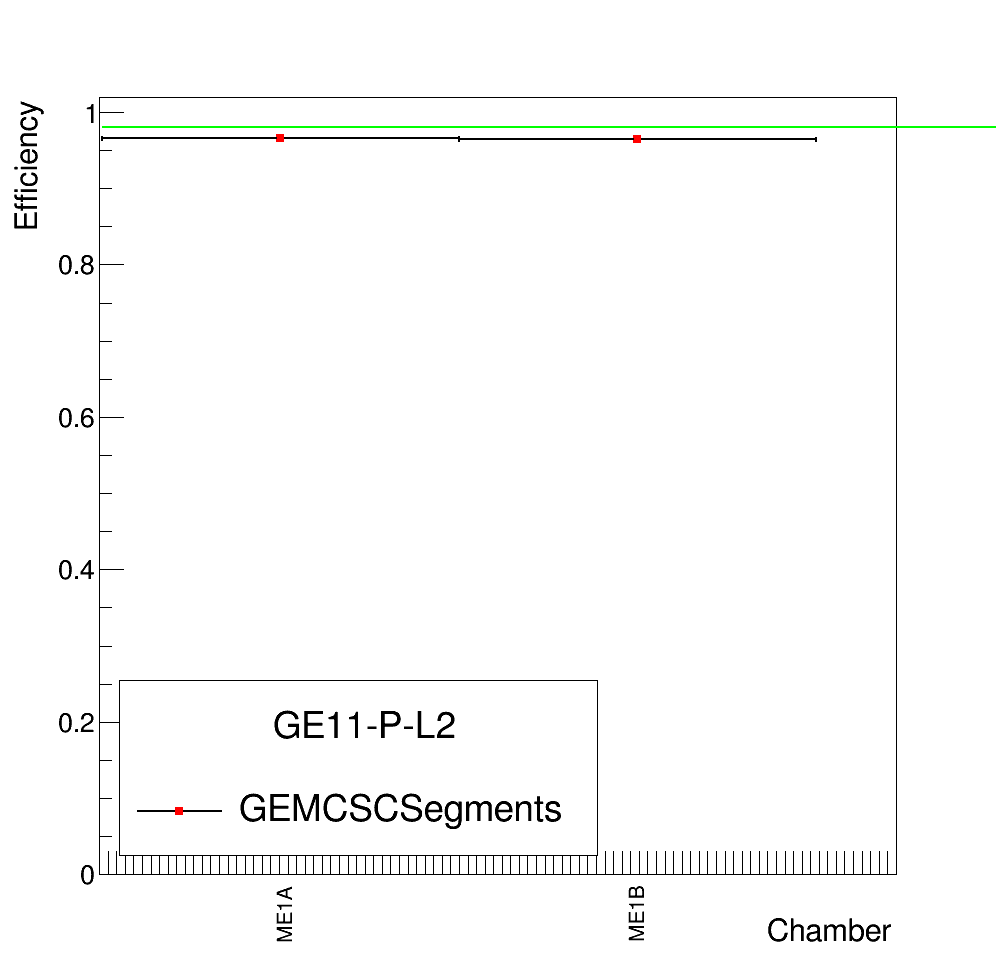 Efficiency
1
0.8
0.6
0.4
0.2
0
GE11-P-L2
GEMCSCSegments
ME1A
ME1B
Chamber